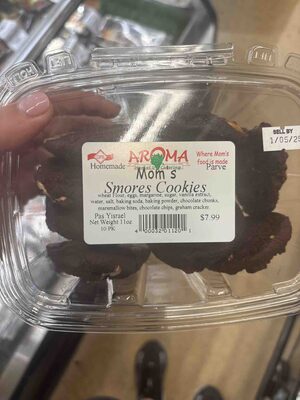 SELL BY
1/05/25
AROMA
Where Mom's
food is made
Homemade
Parve
Mom's
Smores Cookies
wheat flour, eggs, margarine, sugar, vanilla extract,
water, salt, baking soda, baking powder, chocolate chunks,
marshmallow bites, chocolate chips, graham cracker.
Pas Yisrael
Net Weight 11oz
10 PK
$7.99